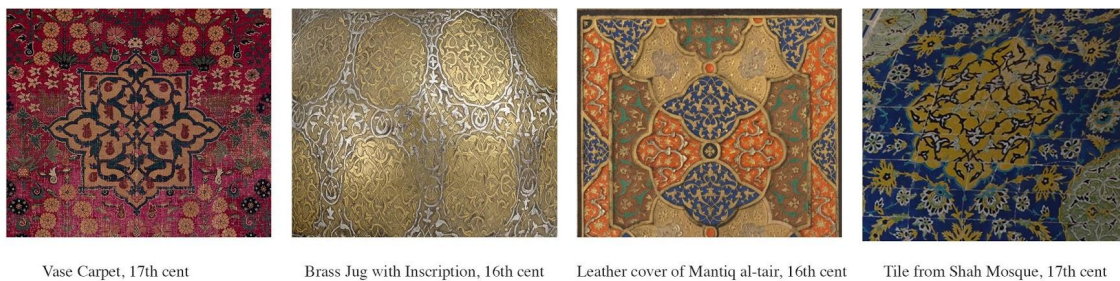 Vase Carpet, 17th cent
Brass Jug with Inscription, 16th cent
Leather cover of Mantiq al-tair, 16th cent
Tile from Shah Mosque, 17th cent